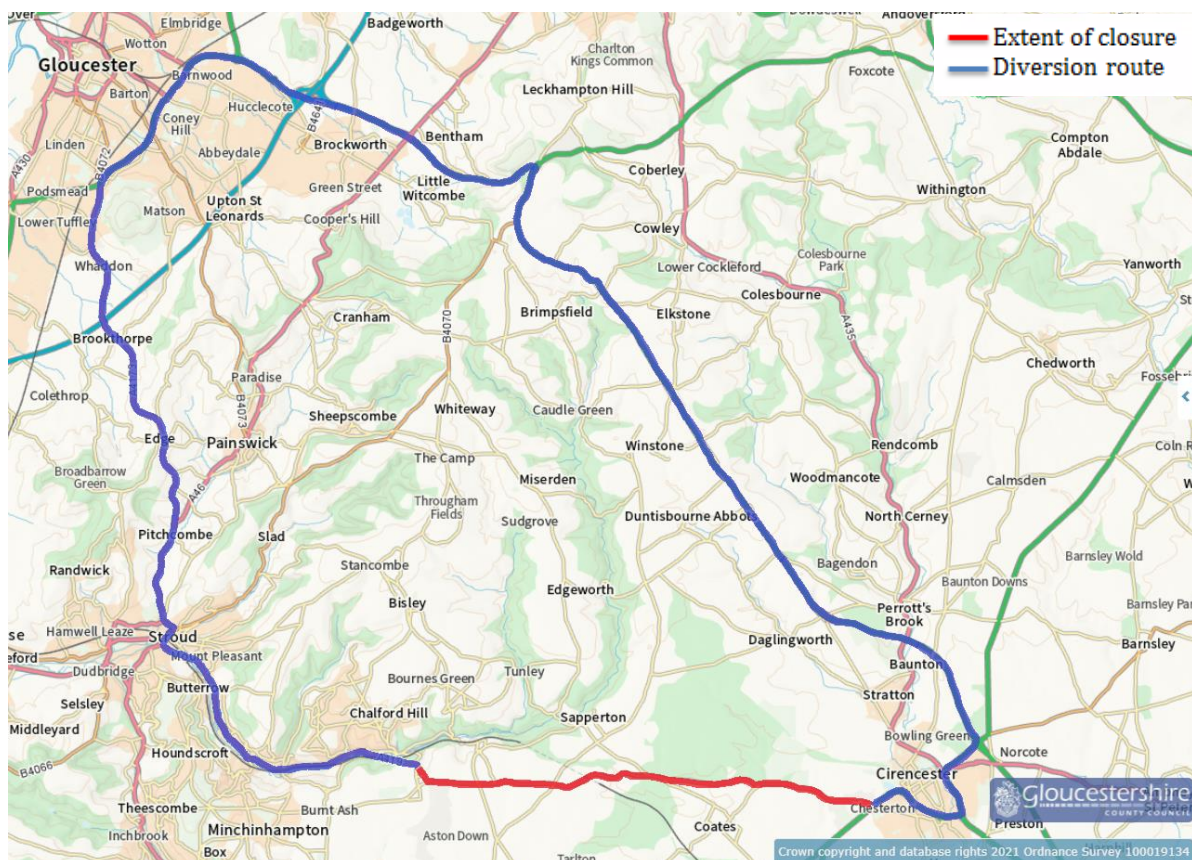 Elmbridge
Badgeworth
Wotton
Gloucester
Barnwood
Barton
Hucclecote
Coney
Hill
B4072
Linden
Abbeydale
A430
Podsmead
Lower Tuffley
Matson
Upton St
Leonards
Brockworth
Bentham
Green Street
Little
Witcombe
Cooper's Hill
Charlton
Kings Common
Leckhampton Hill
Foxcote
Extent of closure
Diversion route
Compton
Abdale
Coberley
Withington
Cowley
Colesbourne
Park
Lower Cockleford
Yanworth
Colesbourne
Whaddon
Brimpsfield
Elkstone
Cranham
B4070
A435
Brookthorpe
Chedworth
Paradise
Colethrop
B4073
Sheepscombe
Whiteway
Caudle Green
Edge
Painswick
Winstone
Rendcomb
The Camp
Broadbarrow
Green
A46
Miserden
Woodmancote
Calmsden
Througham
Fields
Sudgrove
Duntisbourne Abbots
North Cerney
Pitchcombe
Slad
Barnsley Wold
Randwick
Stancombe
Bagendon
Baunton Downs
Edgeworth
Bisley
Perrott's
Brook
Hamwell Leaze
Stroud
Daglingworth
Barnsley
Mount Pleasant
Baunton
Dudbridge
Butterrow
Tunley
Bournes Green
Stratton
Selsley
Chalford Hill
Sapperton
Middleyard
Bowling Green
Norcote
Houndscroft
B4066
Cirencester
Gloucestershire
COUNTY COUNCIL
Theescombe
Burnt Ash
Chesterton
Preston
Inchbrook
Minchinhampton
Aston Down
Coates
Box
Tarlton
Crown copyright and database rights 2021 Ordnance Survey 100019134